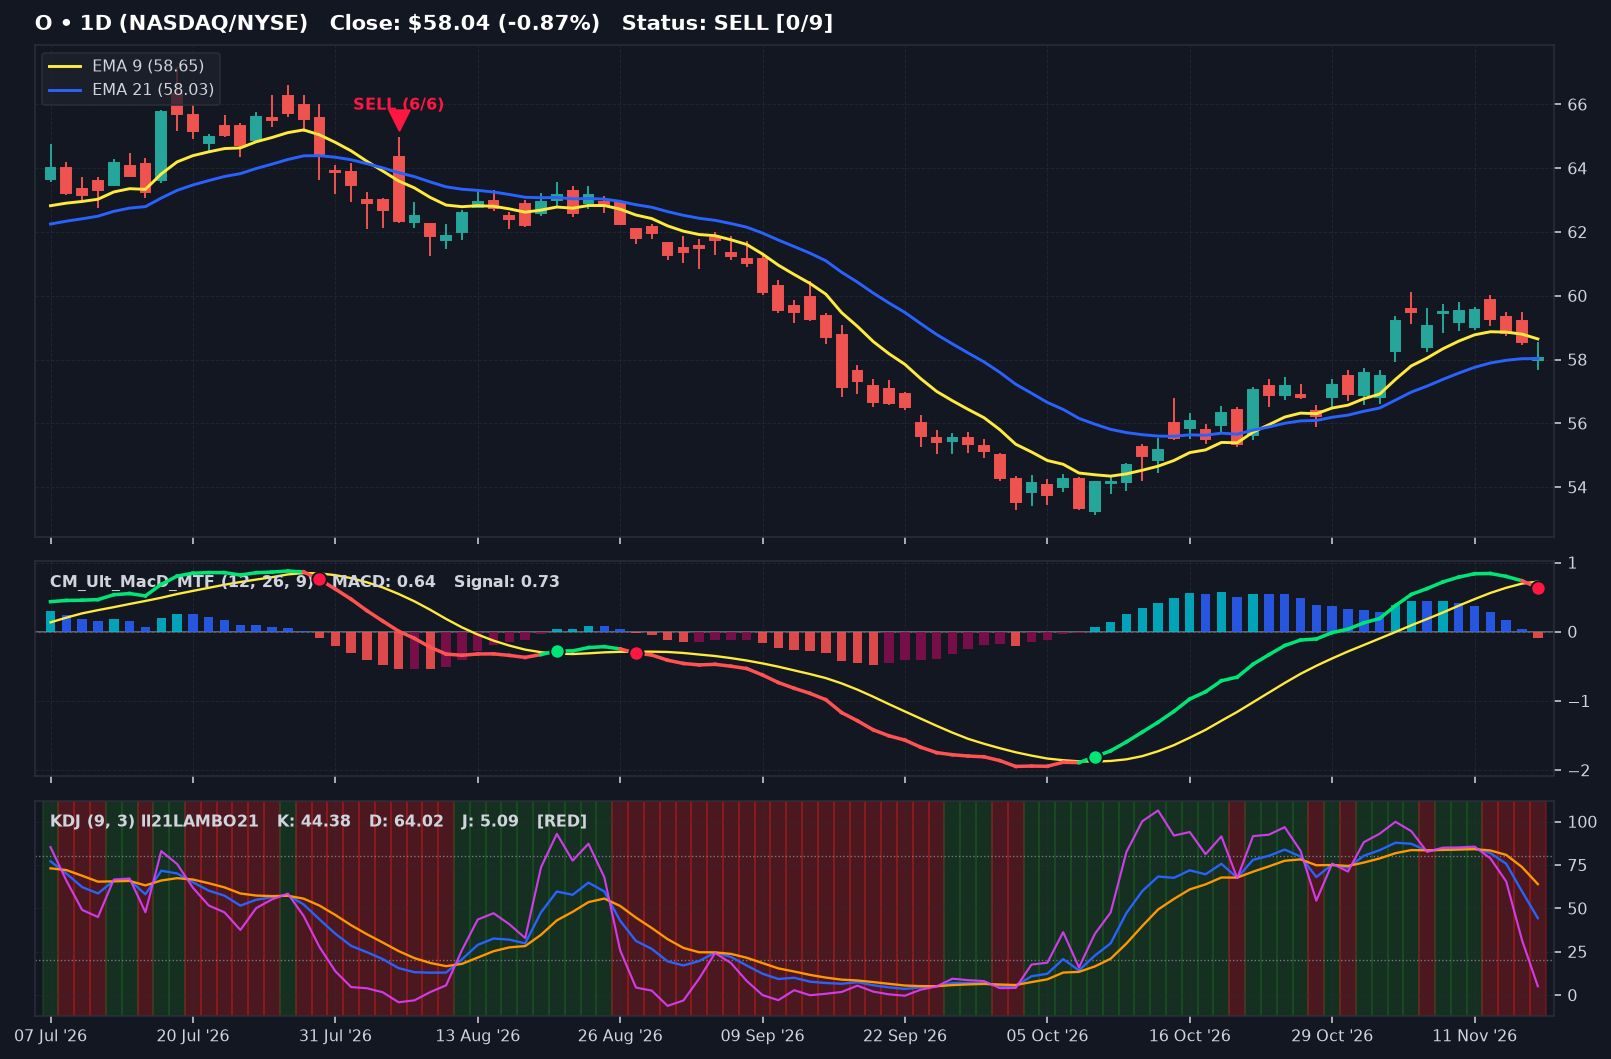 O • 1D (NASDAQ/NYSE)   Close: $58.04 (-0.87%)   Status: SELL [0/9]
EMA 9 (58.65)
EMA 21 (58.03)
SELL (6/6)
66
64
62
60
58
56
54
CM_Ult_MacD_MTF (12, 26, 9)   MACD: 0.64   Signal: 0.73
1
0
−1
−2
KDJ (9, 3) II21LAMBO21   K: 44.38   D: 64.02   J: 5.09   [RED]
100
75
50
25
0
07 Jul '26   20 Jul '26   31 Jul '26   13 Aug '26   26 Aug '26   09 Sep '26   22 Sep '26   05 Oct '26   16 Oct '26   29 Oct '26   11 Nov '26